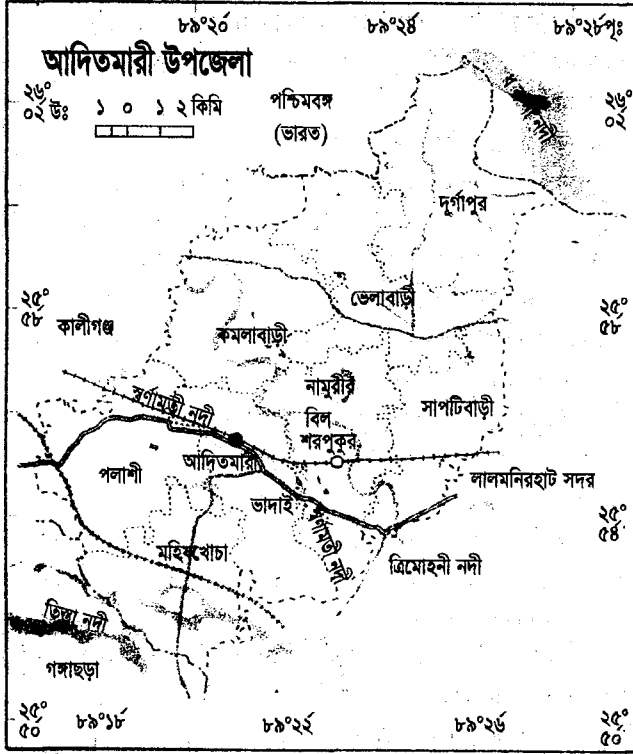 ৮৯°২০´ ৮৯°২৪´ ৮৯°২৮´পূঃ
আদিতমারী উপজেলা
২৬°
০২´উঃ
১ ০ ১ ২ কিমি
পশ্চিমবঙ্গ
(ভারত)
নদী
২৬°
০২´
দূর্গাপুর
২৫°
৫৮´
ভেলাবাড়ী
২৫°
৫৮´
কালীগঞ্জ
কমলাবাড়ী
নামুরীর
বিল
স্বর্ণামতী নদী
সাপটিবাড়ী
শরপুকুর
আদিতমারী
পলাশী
লালমনিরহাট সদর
ভাদাই
২৫°
৫৪´
স্বর্ণামতী নদী
মহিষখোচা
ত্রিমোহনী নদী
তিস্তা নদী
গঙ্গাছড়া
২৫°
৫০´
৮৯°১৮´ ৮৯°২২´ ৮৯°২৬´
২৫°
৫০´